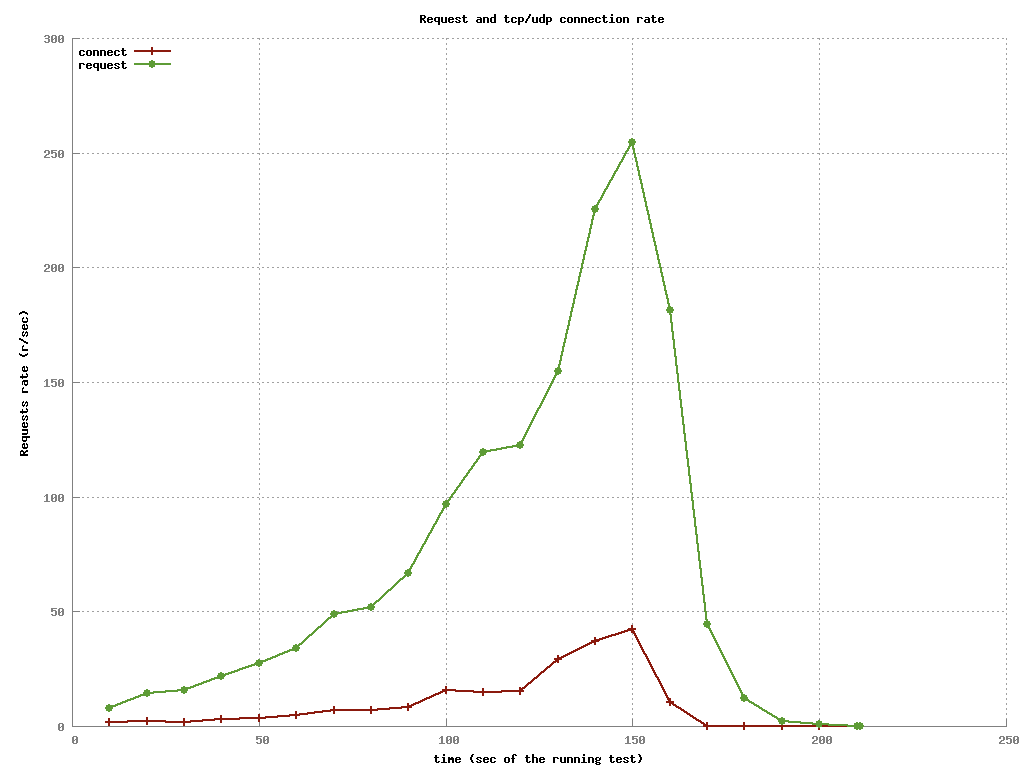 Request and tcp/udp connection rate
300
connect
request
250
200
150
100
50
0
Requests rate (r/sec)
0 50 100 150 200 250
time (sec of the running test)